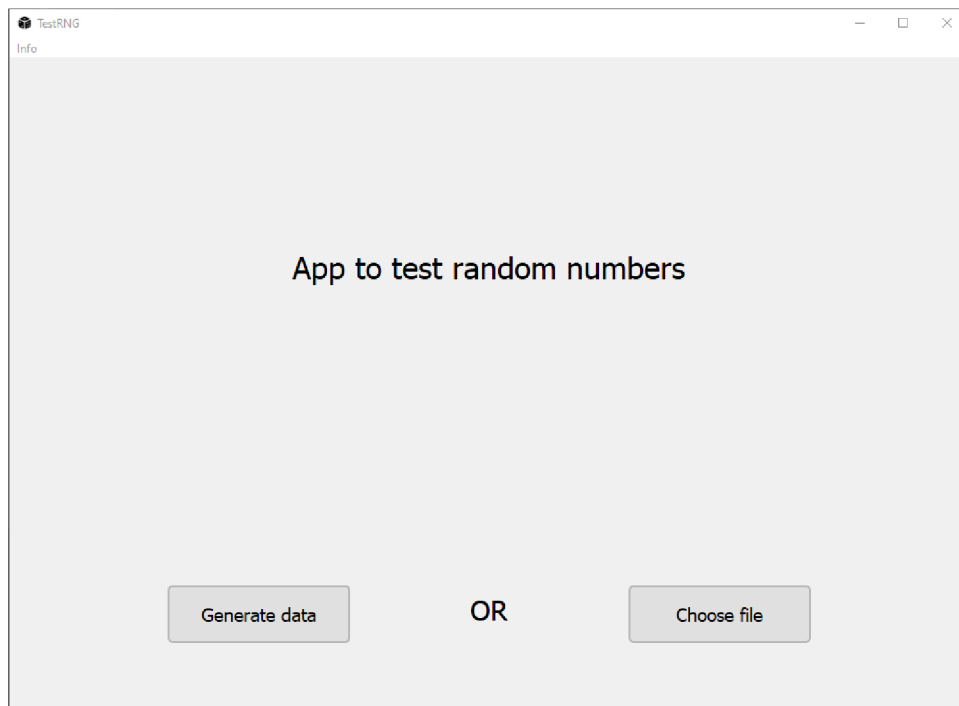 TestRNG
Info
App to test random numbers
Generate data OR Choose file